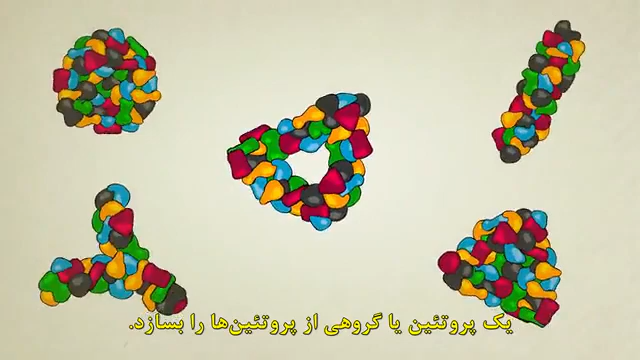 یک پروتئین یا گروهی از پروتئین‌ها را بسازد.